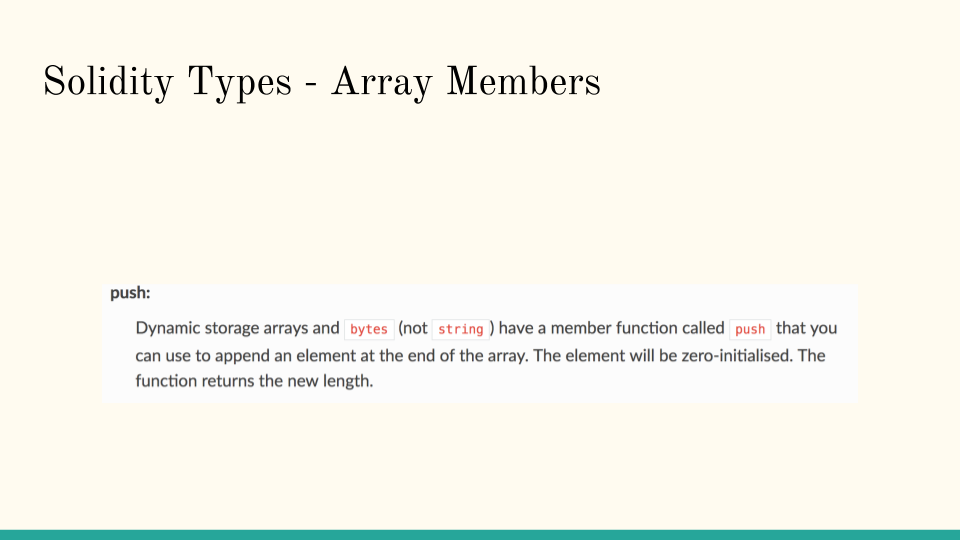 Solidity Types - Array Members
push:
Dynamic storage arrays and bytes (not string) have a member function called push that you
can use to append an element at the end of the array. The element will be zero-initialised. The
function returns the new length.